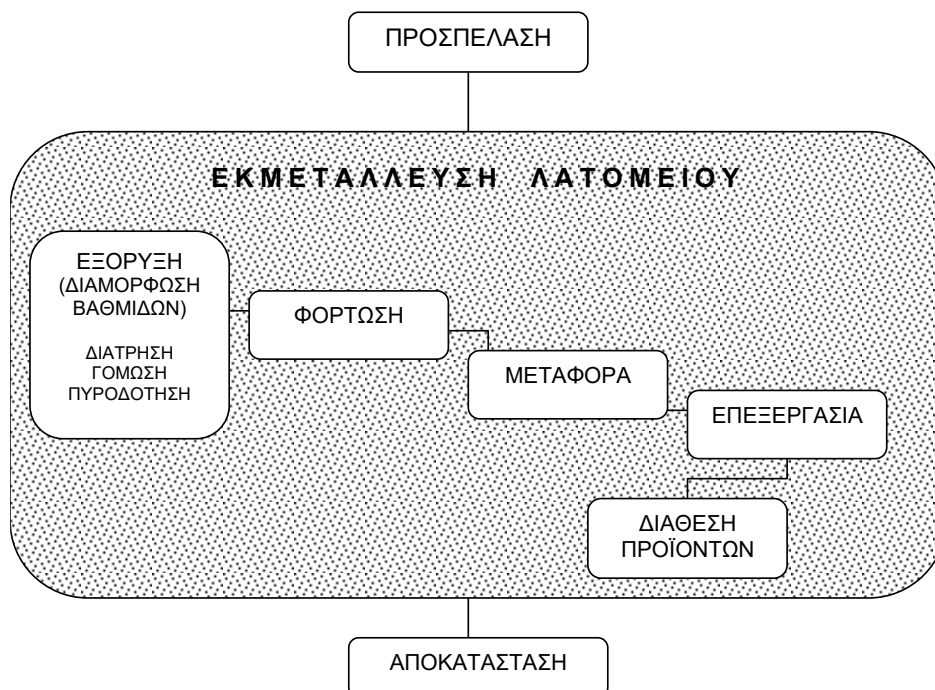 ΠΡΟΣΠΕΛΑΣΗ
ΕΚΜΕΤΑΛΛΕΥΣΗ ΛΑΤΟΜΕΙΟΥ
ΕΞΟΡΥΞΗ
(ΔΙΑΜΟΡΦΩΣΗ
ΒΑΘΜΙΔΩΝ)
ΔΙΑΤΡΗΣΗ
ΓΟΜΩΣΗ
ΠΥΡΟΔΟΤΗΣΗ
ΦΟΡΤΩΣΗ
ΜΕΤΑΦΟΡΑ
ΕΠΕΞΕΡΓΑΣΙΑ
ΔΙΑΘΕΣΗ
ΠΡΟΪΟΝΤΩΝ
ΑΠΟΚΑΤΑΣΤΑΣΗ